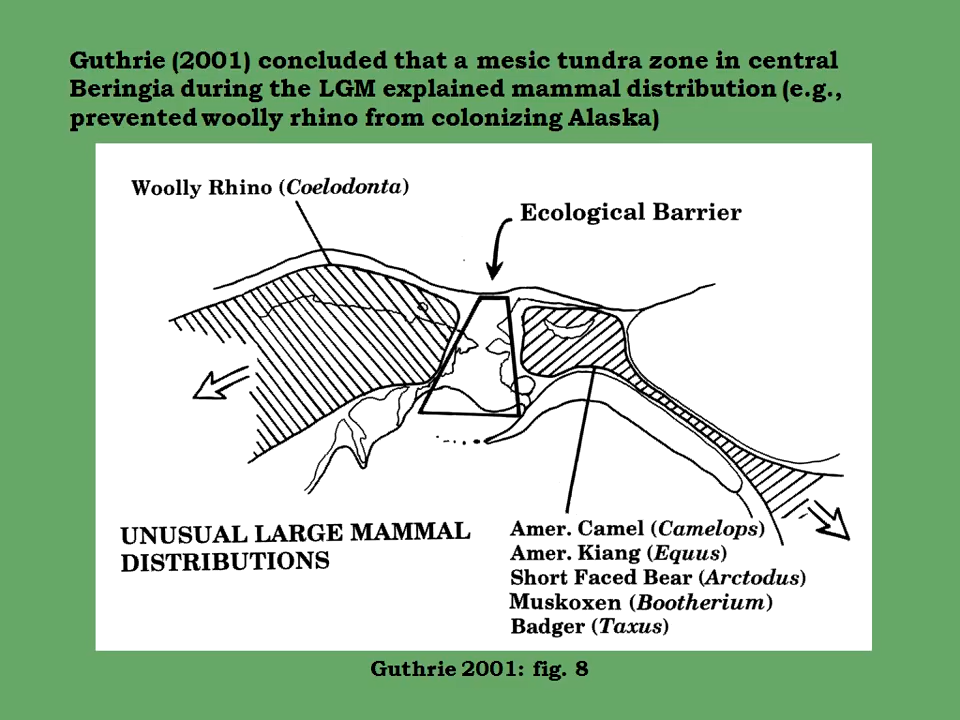 Guthrie (2001) concluded that a mesic tundra zone in central
Beringia during the LGM explained mammal distribution (e.g.,
prevented woolly rhino from colonizing Alaska)
Woolly Rhino (Coelodonta)
Ecological Barrier
UNUSUAL LARGE MAMMAL
DISTRIBUTIONS
Amer. Camel (Camelops)
Amer. Kiang (Equus)
Short Faced Bear (Arctodus)
Muskoxen (Bootherium)
Badger (Taxus)
Guthrie 2001: fig. 8